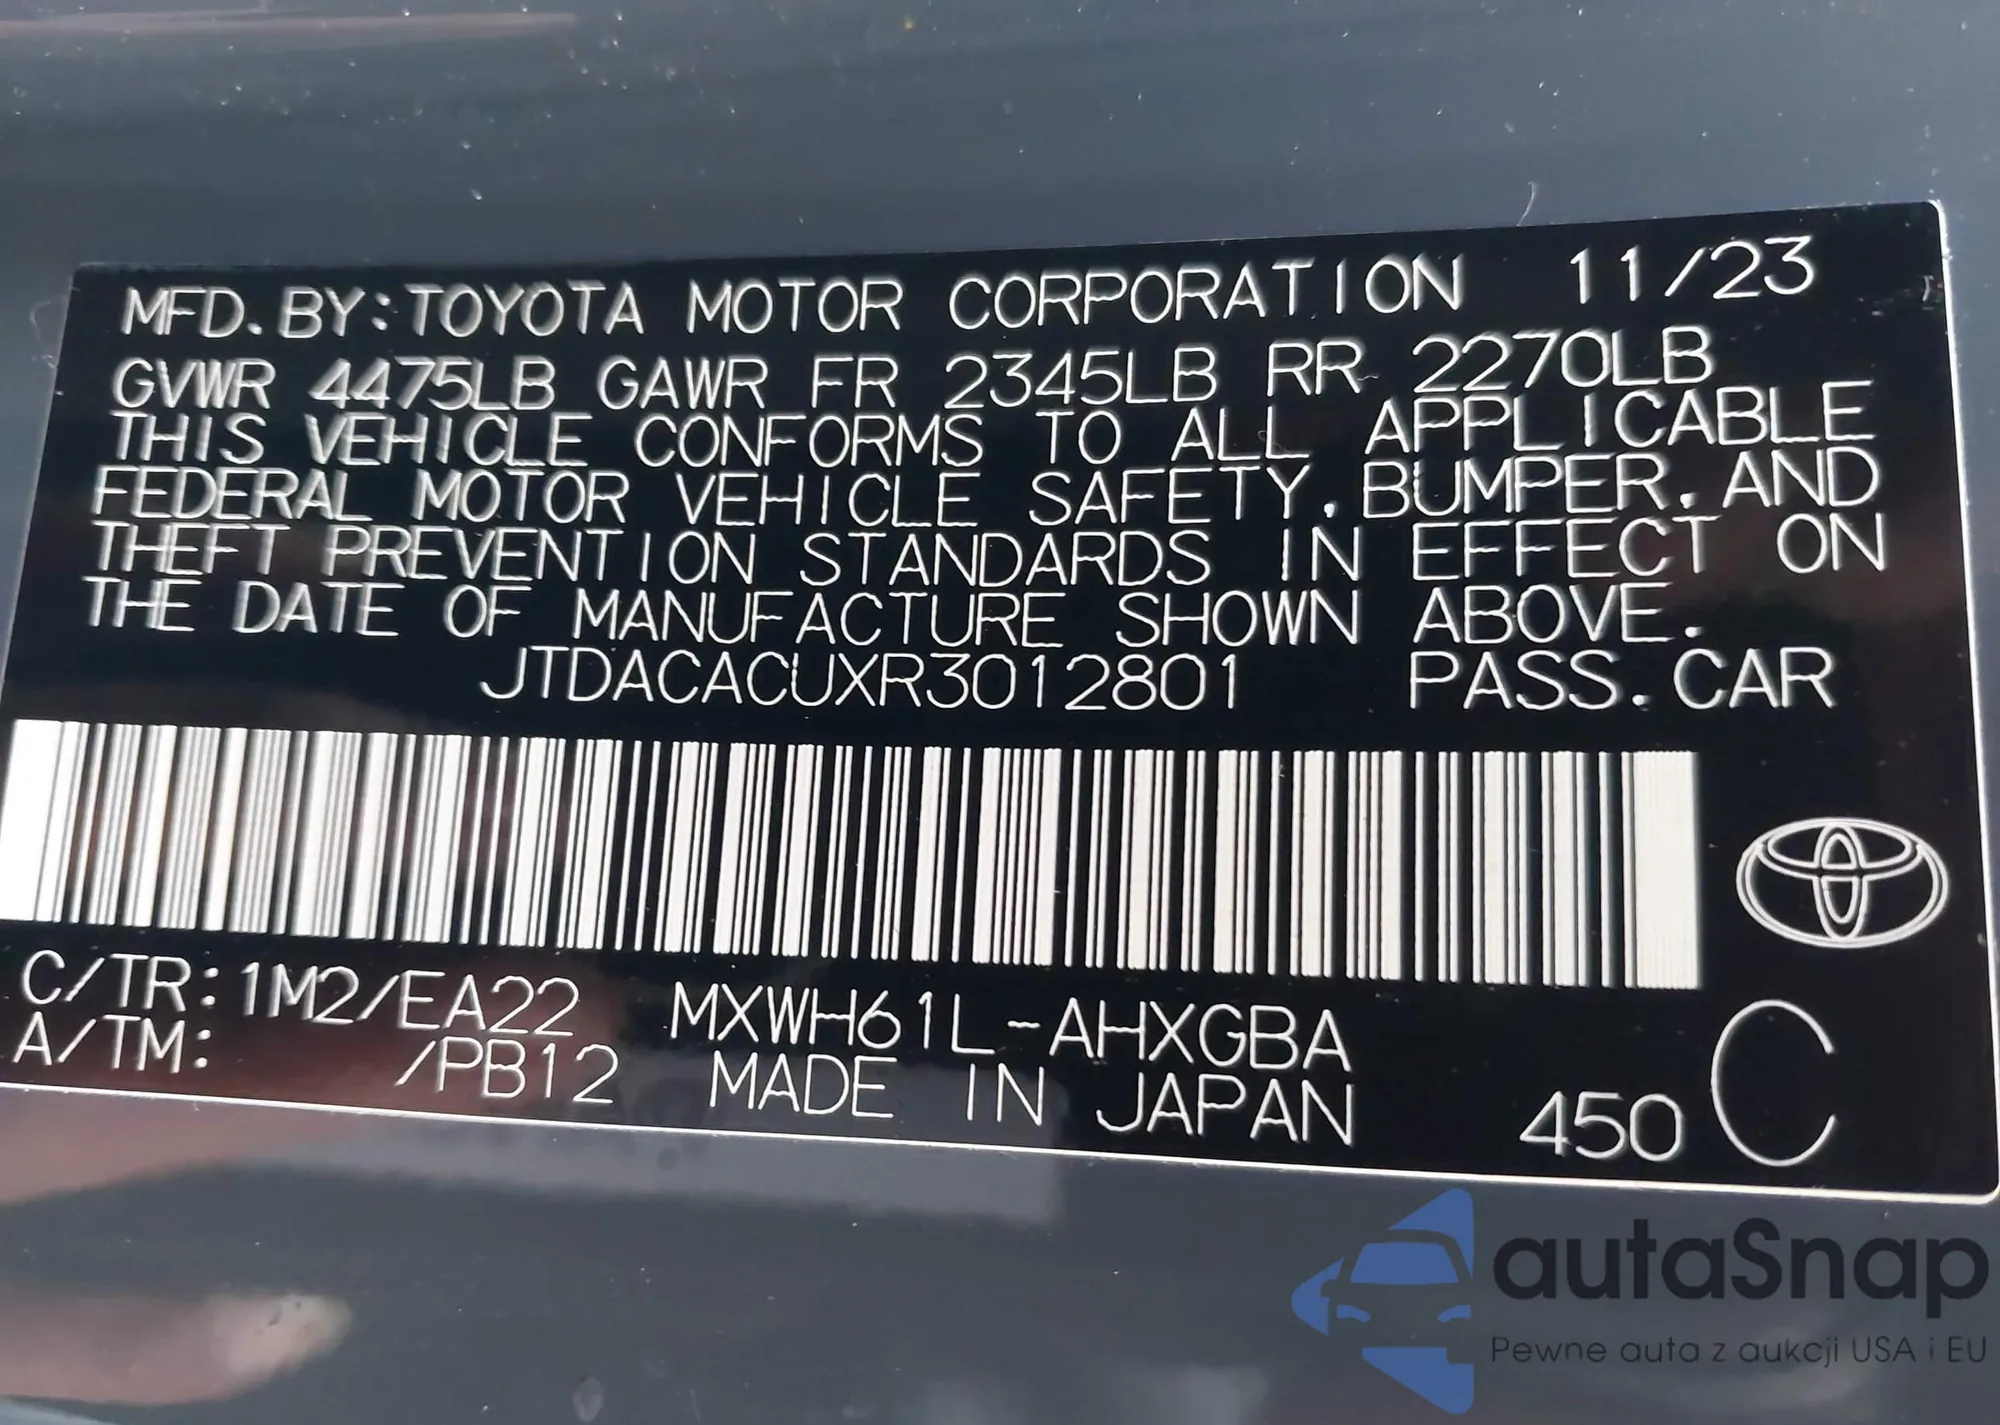 MFD.BY:TOYOTA MOTOR CORPORATION 11/23
GVWR 4475LB GAWR FR 2345LB RR 2270LB
THIS VEHICLE CONFORMS TO ALL APPLICABLE
FEDERAL MOTOR VEHICLE SAFETY, BUMPER, AND
THEFT PREVENTION STANDARDS IN EFFECT ON
THE DATE OF MANUFACTURE SHOWN ABOVE.
JTDACACUXR3012801 PASS.CAR
C/TR:1M2/EA22 MXWH61L-AHXGBA
A/TM: /PB12 MADE IN JAPAN 450 C
autaSnap
Pewne auta z aukcji USA i EU